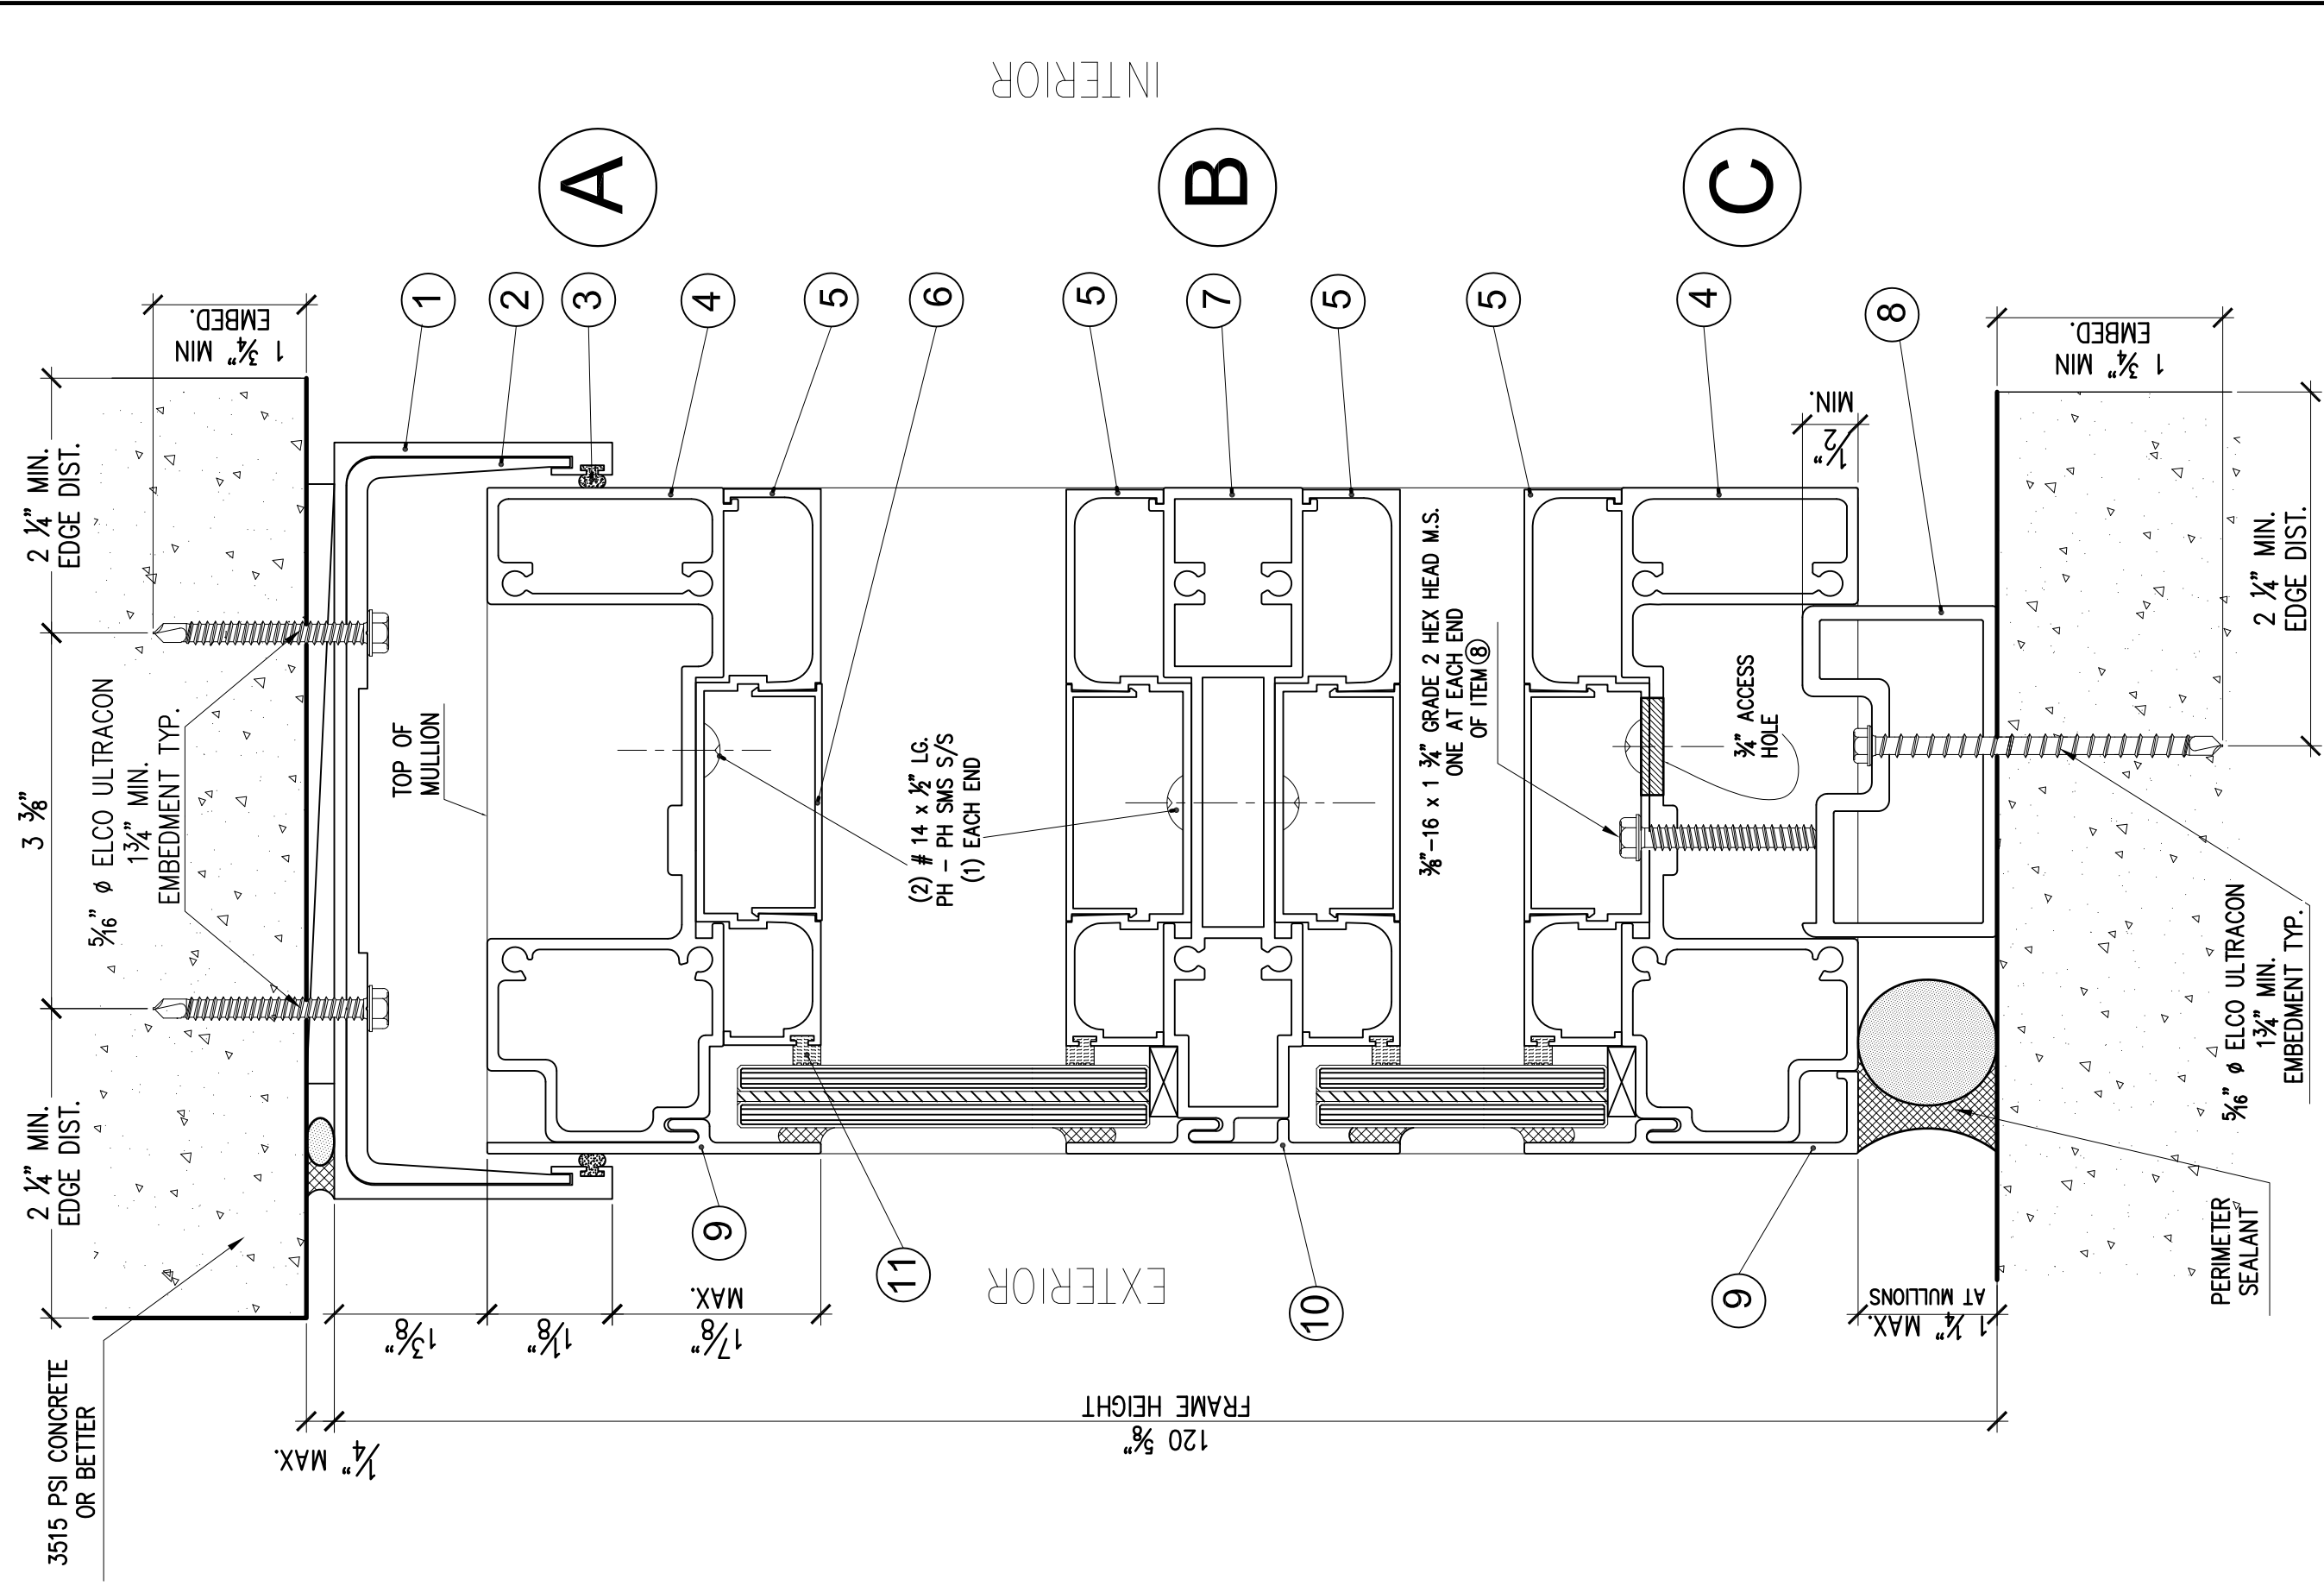 INTERIOR
A
B
C
1
2
3
4
5
6
5
7
5
5
4
8
1 3/4" MIN
EMBED.
2 1/4" MIN.
EDGE DIST.
3 3/8"
2 1/4" MIN.
EDGE DIST.
5/16" ø ELCO ULTRACON
1 3/4" MIN.
EMBEDMENT TYP.
TOP OF
MULLION
(2) # 14 x 1/2" LG.
PH - PH SMS S/S
(1) EACH END
3/8"-16 x 1 3/4" GRADE 2 HEX HEAD M.S.
ONE AT EACH END
OF ITEM 8
3/4" ACCESS
HOLE
1/2"
MIN.
1 3/4" MIN
EMBED.
2 1/4" MIN.
EDGE DIST.
5/16" ø ELCO ULTRACON
1 3/4" MIN.
EMBEDMENT TYP.
PERIMETER
SEALANT
9
11
10
9
EXTERIOR
1 3/8"
1 1/8"
1 7/8"
MAX.
1 1/4" MAX.
AT MULLIONS
FRAME HEIGHT
120 5/8"
1/4"
MAX.
3515 PSI CONCRETE
OR BETTER